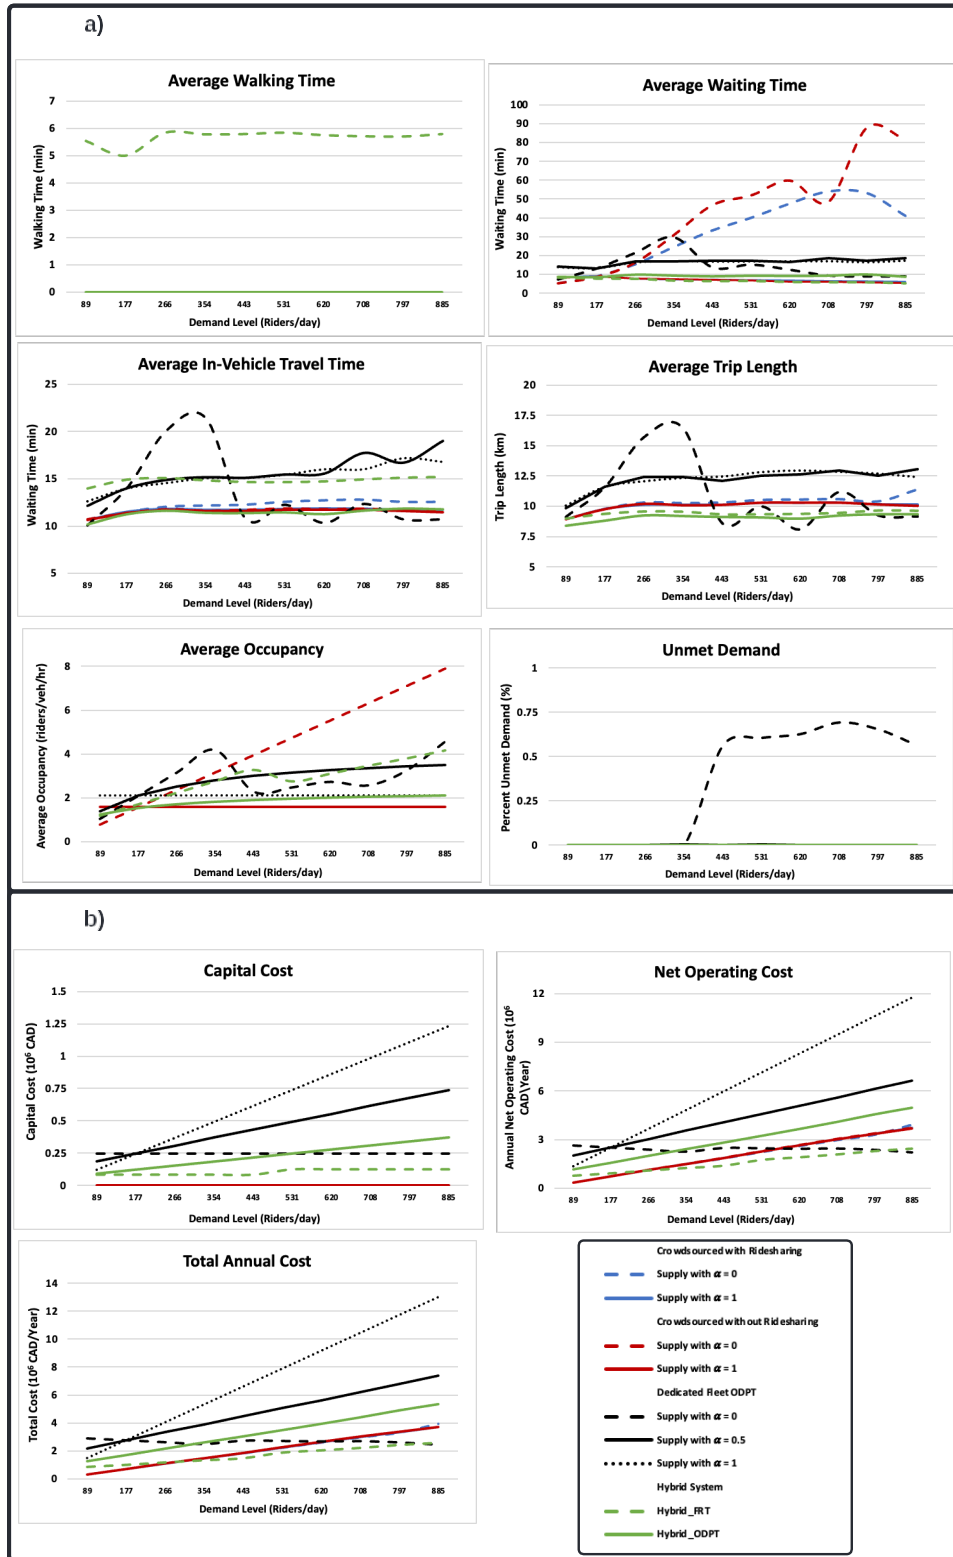 a)
Average Walking Time
Walking Time (min)
7
6
5
4
3
2
1
0
89 177 266 354 443 531 620 708 797 885
Demand Level (Riders/day)
Average Waiting Time
Waiting Time (min)
100
90
80
70
60
50
40
30
20
10
0
89 177 266 354 443 531 620 708 797 885
Demand Level (Riders/day)
Average In-Vehicle Travel Time
Waiting Time (min)
25
20
15
10
5
89 177 266 354 443 531 620 708 797 885
Demand Level (Riders/day)
Average Trip Length
Trip Length (km)
20
17.5
15
12.5
10
7.5
5
89 177 266 354 443 531 620 708 797 885
Demand Level (Riders/day)
Average Occupancy
Average Occupancy (riders/veh/hr)
8
6
4
2
0
89 177 266 354 443 531 620 708 797 885
Demand Level (Riders/day)
Unmet Demand
Percent Unmet Demand (%)
1
0.75
0.5
0.25
0
89 177 266 354 443 531 620 708 797 885
Demand Level (Riders/day)
b)
Capital Cost
Capital Cost (10⁶ CAD)
1.5
1.25
1
0.75
0.5
0.25
0
89 177 266 354 443 531 620 708 797 885
Demand Level (Riders/day)
Net Operating Cost
Annual Net Operating Cost (10⁶
CAD\Year)
12
9
6
3
0
89 177 266 354 443 531 620 708 797 885
Demand Level (Riders/day)
Total Annual Cost
Total Cost (10⁶ CAD/Year)
14
12
10
8
6
4
2
0
89 177 266 354 443 531 620 708 797 885
Demand Level (Riders/day)
Crowdsourced with Ridesharing
Supply with α = 0
Supply with α = 1
Crowdsourced with out Ridesharing
Supply with α = 0
Supply with α = 1
Dedicated Fleet ODPT
Supply with α = 0
Supply with α = 0.5
Supply with α = 1
Hybrid System
Hybrid_FRT
Hybrid_ODPT